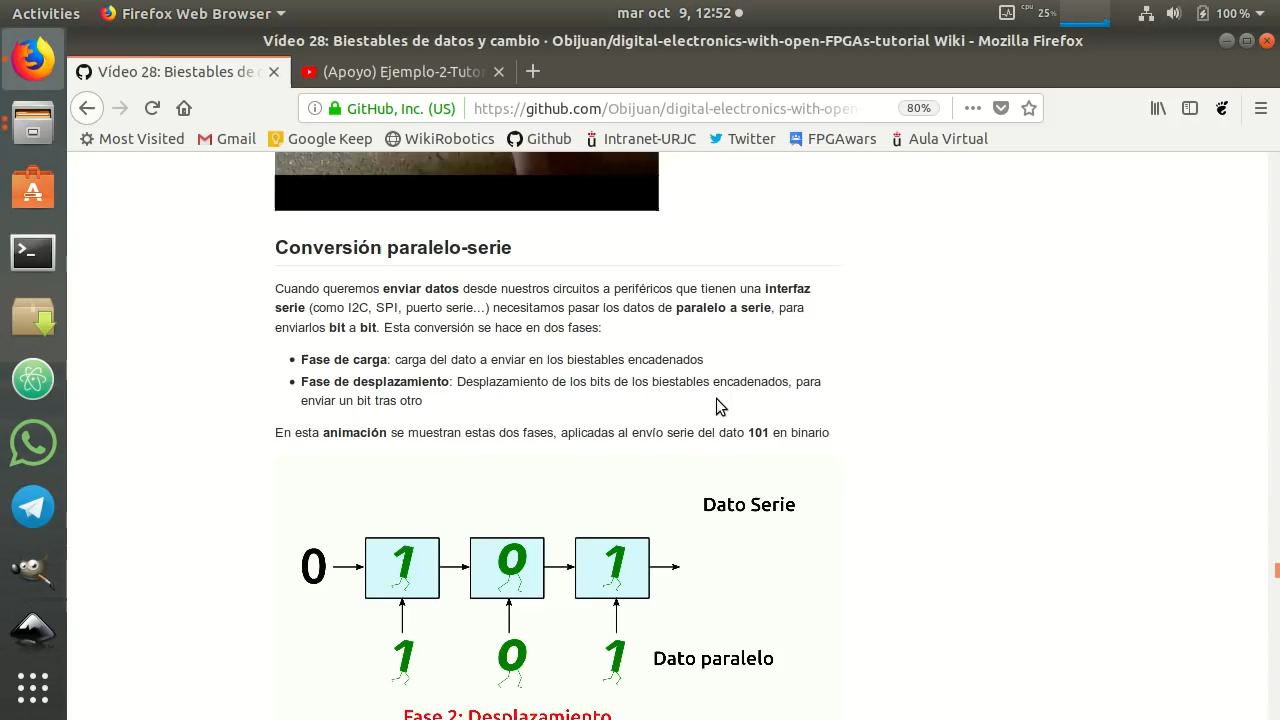 Activities
Firefox Web Browser
mar oct 9, 12:52
cpu
25%
100 %
Vídeo 28: Biestables de datos y cambio · Obijuan/digital-electronics-with-open-FPGAs-tutorial Wiki - Mozilla Firefox
Vídeo 28: Biestables de d
(Apoyo) Ejemplo-2-Tutor
GitHub, Inc. (US)
https://github.com/Obijuan/digital-electronics-with-open-
80%
Most Visited
Gmail
Google Keep
WikiRobotics
Github
Intranet-URJC
Twitter
FPGAwars
Aula Virtual
Conversión paralelo-serie
Cuando queremos enviar datos desde nuestros circuitos a periféricos que tienen una interfaz
serie (como I2C, SPI, puerto serie...) necesitamos pasar los datos de paralelo a serie, para
enviarlos bit a bit. Esta conversión se hace en dos fases:
• Fase de carga: carga del dato a enviar en los biestables encadenados
• Fase de desplazamiento: Desplazamiento de los bits de los biestables encadenados, para
enviar un bit tras otro
En esta animación se muestran estas dos fases, aplicadas al envío serie del dato 101 en binario
Dato Serie
0 1 0 1
1 0 1 Dato paralelo
Fase 2: Desplazamiento